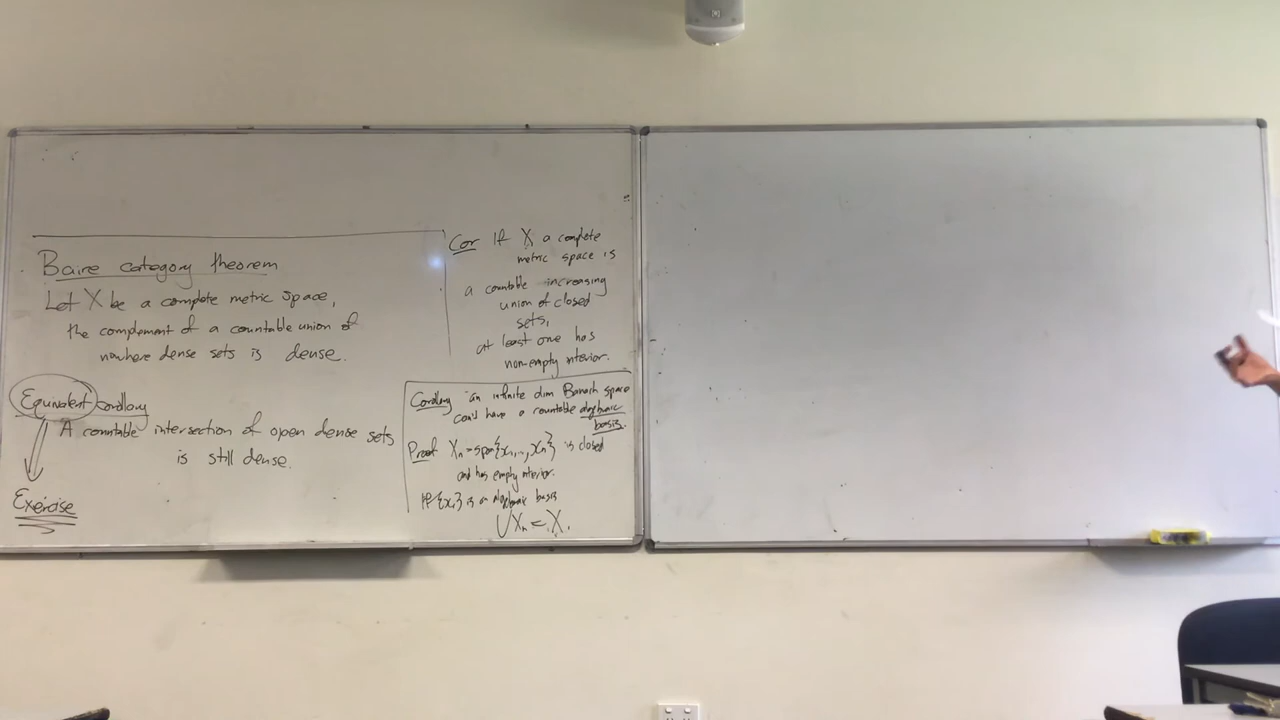 Baire category theorem
Let X be a complete metric space,
the complement of a countable union of
nowhere dense sets is dense.
Equivalent corollary
A countable intersection of open dense sets
is still dense.
Exercise
Cor If X a complete
metric space is
a countable increasing
union of closed
sets,
at least one has
non-empty interior.
Corollary an infinite dim Banach space
can't have a countable algebraic
basis.
Proof Xₙ = span{x₁,...,xₙ} is closed
and has empty interior.
If {xᵢ} is an algebraic basis
∪Xₙ = X.